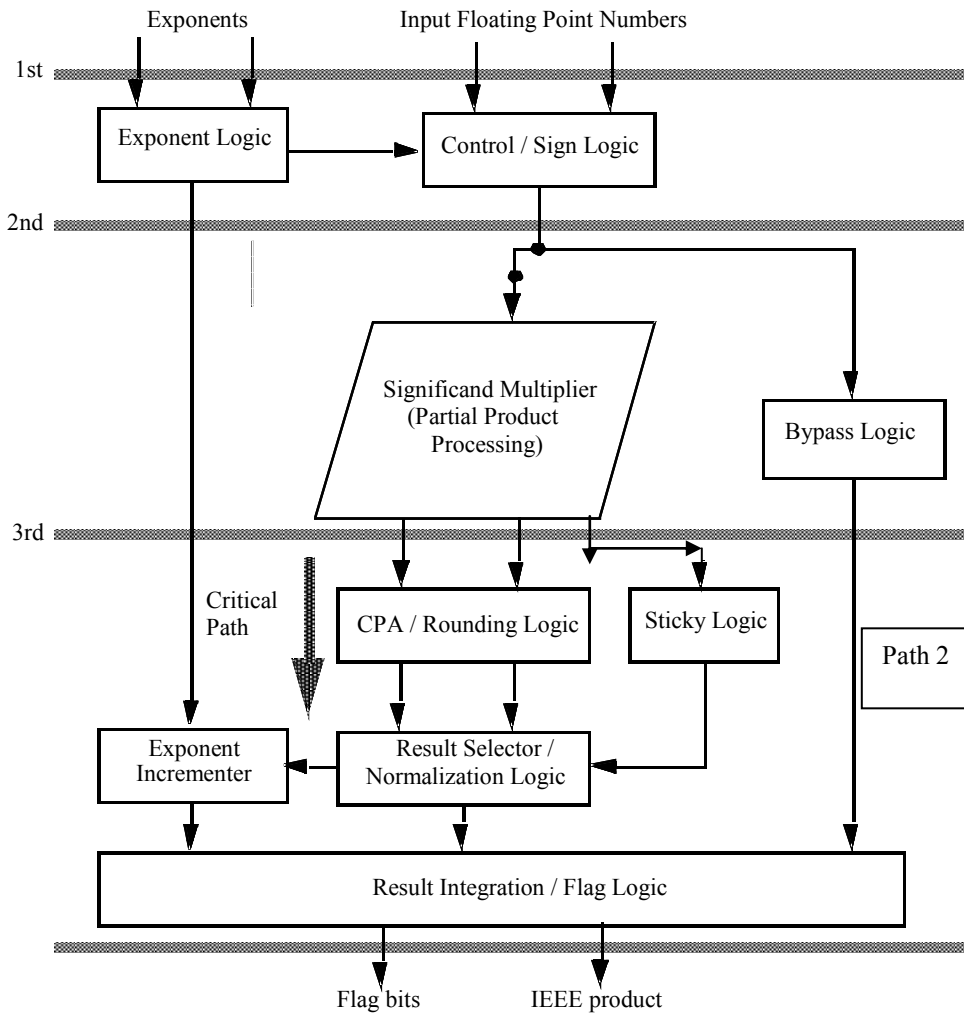 Exponents
Input Floating Point Numbers
1st
Exponent Logic
Control / Sign Logic
2nd
Significand Multiplier
(Partial Product
Processing)
Bypass Logic
3rd
Critical
Path
CPA / Rounding Logic
Sticky Logic
Path 2
Exponent
Incrementer
Result Selector /
Normalization Logic
Result Integration / Flag Logic
Flag bits
IEEE product